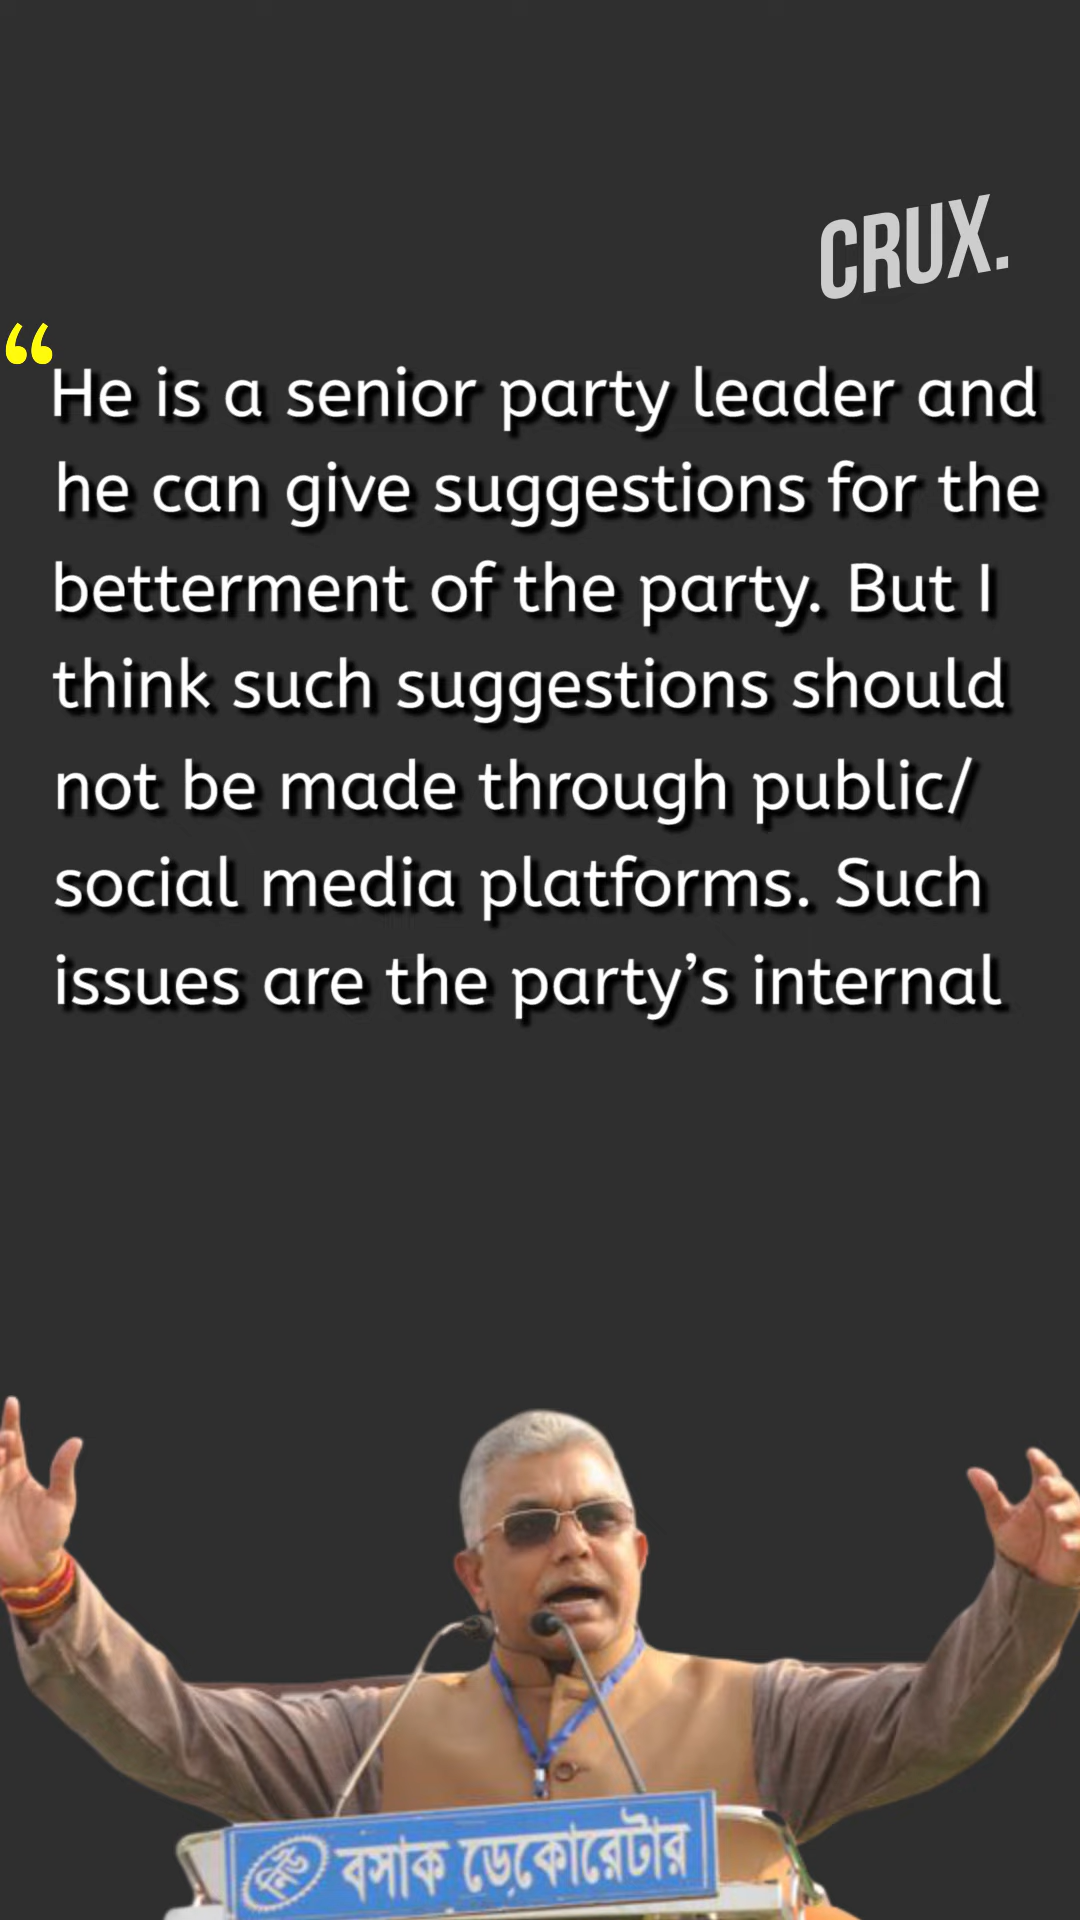 CRUX.
“He is a senior party leader and
he can give suggestions for the
betterment of the party. But I
think such suggestions should
not be made through public/
social media platforms. Such
issues are the party’s internal
নিউ বসাক ডেকোরেটার